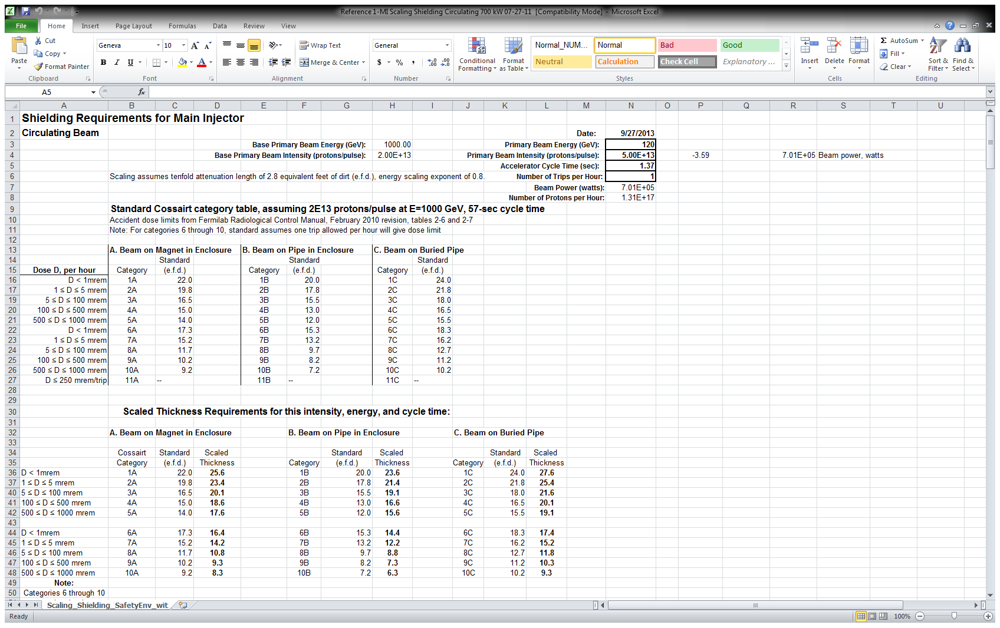 Reference 1-MI Scaling Shielding Circulating 700 kW 07-27-11 [Compatibility Mode] - Microsoft Excel
File Home Insert Page Layout Formulas Data Review View
Paste Cut Copy Format Painter Clipboard
Geneva 10 A A B I U A Font
Wrap Text Merge & Center Alignment
General $ % , .00 .00 Number
Conditional Formatting Format as Table
Normal_NUM... Normal Bad Good
Neutral Calculation Check Cell Explanatory ...
Styles
Insert Delete Format Cells
Σ AutoSum Fill Clear Sort & Filter Find & Select Editing
A5 fx
A B C D E F G H I J K L M N O P Q R S T U
1 Shielding Requirements for Main Injector
2 Circulating Beam Date: 9/27/2013
3 Base Primary Beam Energy (GeV): 1000.00 Primary Beam Energy (GeV): 120
4 Base Primary Beam Intensity (protons/pulse): 2.00E+13 Primary Beam Intensity (protons/pulse): 5.00E+13 -3.59 7.01E+05 Beam power, watts
5 Accelerator Cycle Time (sec): 1.37
6 Scaling assumes tenfold attenuation length of 2.8 equivalent feet of dirt (e.f.d.), energy scaling exponent of 0.8. Number of Trips per Hour: 1
7 Beam Power (watts): 7.01E+05
8 Number of Protons per Hour: 1.31E+17
9 Standard Cossairt category table, assuming 2E13 protons/pulse at E=1000 GeV, 57-sec cycle time
10 Accident dose limits from Fermilab Radiological Control Manual, February 2010 revision, tables 2-6 and 2-7
11 Note: For categories 6 through 10, standard assumes one trip allowed per hour will give dose limit
12
13 A. Beam on Magnet in Enclosure B. Beam on Pipe in Enclosure C. Beam on Buried Pipe
14 Standard Standard Standard
15 Dose D, per hour Category (e.f.d.) Category (e.f.d.) Category (e.f.d.)
16 D < 1mrem 1A 22.0 1B 20.0 1C 24.0
17 1 ≤ D ≤ 5 mrem 2A 19.8 2B 17.8 2C 21.8
19 5 ≤ D ≤ 100 mrem 3A 16.5 3B 15.5 3C 18.0
20 100 ≤ D ≤ 500 mrem 4A 15.0 4B 13.0 4C 16.5
21 500 ≤ D ≤ 1000 mrem 5A 14.0 5B 12.0 5C 15.5
22 D < 1mrem 6A 17.3 6B 15.3 6C 18.3
23 1 ≤ D ≤ 5 mrem 7A 15.2 7B 13.2 7C 16.2
24 5 ≤ D ≤ 100 mrem 8A 11.7 8B 9.7 8C 12.7
25 100 ≤ D ≤ 500 mrem 9A 10.2 9B 8.2 9C 11.2
26 500 ≤ D ≤ 1000 mrem 10A 9.2 10B 7.2 10C 10.2
27 D ≤ 250 mrem/trip 11A -- 11B -- 11C --
28
29
30 Scaled Thickness Requirements for this intensity, energy, and cycle time:
31
32 A. Beam on Magnet in Enclosure B. Beam on Pipe in Enclosure C. Beam on Buried Pipe
33
34 Cossairt Standard Scaled Standard Scaled Standard Scaled
35 Category (e.f.d.) Thickness Category (e.f.d.) Thickness Category (e.f.d.) Thickness
36 D < 1mrem 1A 22.0 25.6 1B 20.0 23.6 1C 24.0 27.6
37 1 ≤ D ≤ 5 mrem 2A 19.8 23.4 2B 17.8 21.4 2C 21.8 25.4
40 5 ≤ D ≤ 100 mrem 3A 16.5 20.1 3B 15.5 19.1 3C 18.0 21.6
41 100 ≤ D ≤ 500 mrem 4A 15.0 18.6 4B 13.0 16.6 4C 16.5 20.1
42 500 ≤ D ≤ 1000 mrem 5A 14.0 17.6 5B 12.0 15.6 5C 15.5 19.1
43
44 D < 1mrem 6A 17.3 16.4 6B 15.3 14.4 6C 18.3 17.4
45 1 ≤ D ≤ 5 mrem 7A 15.2 14.2 7B 13.2 12.2 7C 16.2 15.2
46 5 ≤ D ≤ 100 mrem 8A 11.7 10.8 8B 9.7 8.8 8C 12.7 11.8
47 100 ≤ D ≤ 500 mrem 9A 10.2 9.3 9B 8.2 7.3 9C 11.2 10.3
48 500 ≤ D ≤ 1000 mrem 10A 9.2 8.3 10B 7.2 6.3 10C 10.2 9.3
49 Note:
50 Categories 6 through 10
Scaling_Shielding_SafetyEnv_wit
Ready 100%